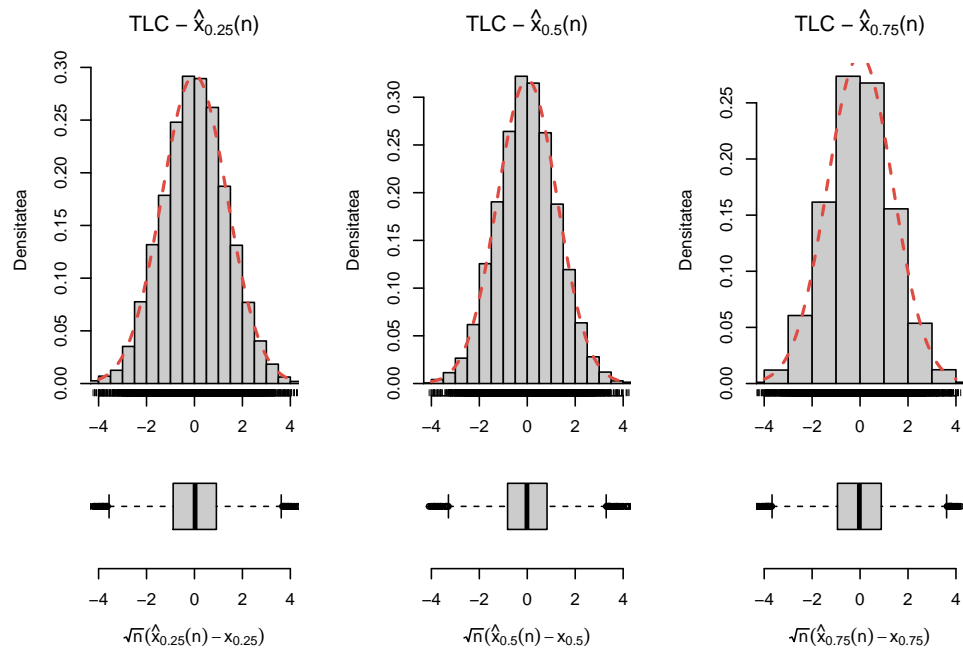 TLC − x̂₀.₂₅(n)
TLC − x̂₀.₅(n)
TLC − x̂₀.₇₅(n)
Densitatea
0.00 0.05 0.10 0.15 0.20 0.25 0.30
Densitatea
0.00 0.05 0.10 0.15 0.20 0.25 0.30
Densitatea
0.00 0.05 0.10 0.15 0.20 0.25
−4 −2 0 2 4
−4 −2 0 2 4
−4 −2 0 2 4
−4 −2 0 2 4
−4 −2 0 2 4
−4 −2 0 2 4
√n(x̂₀.₂₅(n) − x₀.₂₅)
√n(x̂₀.₅(n) − x₀.₅)
√n(x̂₀.₇₅(n) − x₀.₇₅)